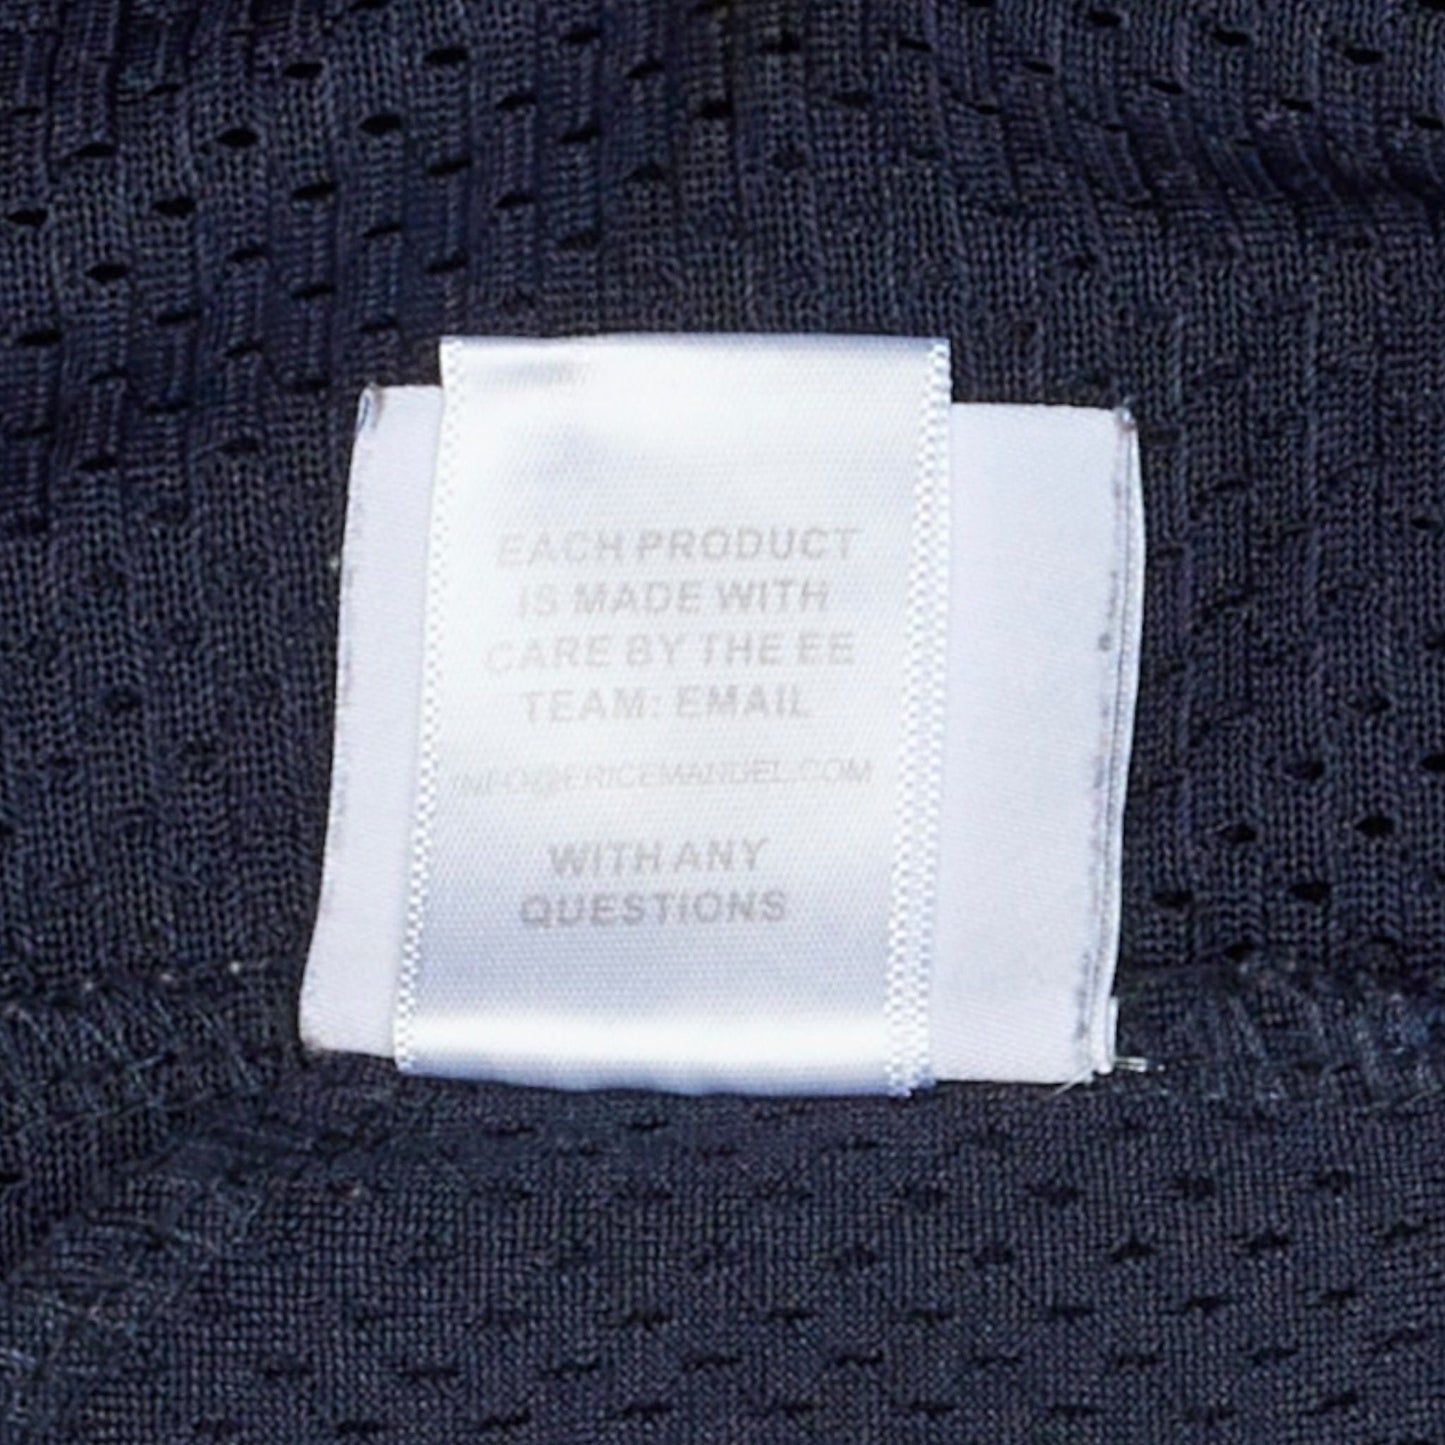 EACH PRODUCT
IS MADE WITH
CARE BY THE EE
TEAM: EMAIL
INFO@ERICEMANUEL.COM
WITH ANY
QUESTIONS